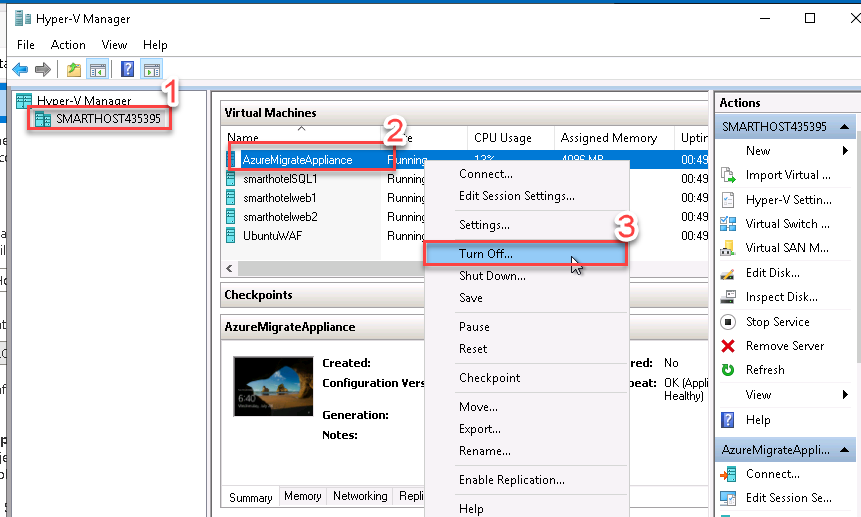 Hyper-V Manager
File Action View Help
1
Hyper-V Manager
SMARTHOST435395
Virtual Machines
2
Name CPU Usage Assigned Memory Uptin
AzureMigrateAppliance Running 13% 4096 MB 00:49
smarthotelSQL1 Running 00:49
smarthotelweb1 Running 00:49
smarthotelweb2 Running 00:49
UbuntuWAF Running 00:49
Connect...
Edit Session Settings...
Settings...
3
Turn Off...
Shut Down...
Save
Pause
Reset
Checkpoint
Move...
Export...
Rename...
Enable Replication...
Help
Checkpoints
AzureMigrateAppliance
6:40
Created:
Configuration Vers
Generation:
Notes:
red: No
beat: OK (Appli
Healthy)
Summary Memory Networking Repli
Actions
SMARTHOST435395
New
Import Virtual ...
Hyper-V Settin...
Virtual Switch ...
Virtual SAN M...
Edit Disk...
Inspect Disk...
Stop Service
Remove Server
Refresh
View
Help
AzureMigrateAppli...
Connect...
Edit Session Se...